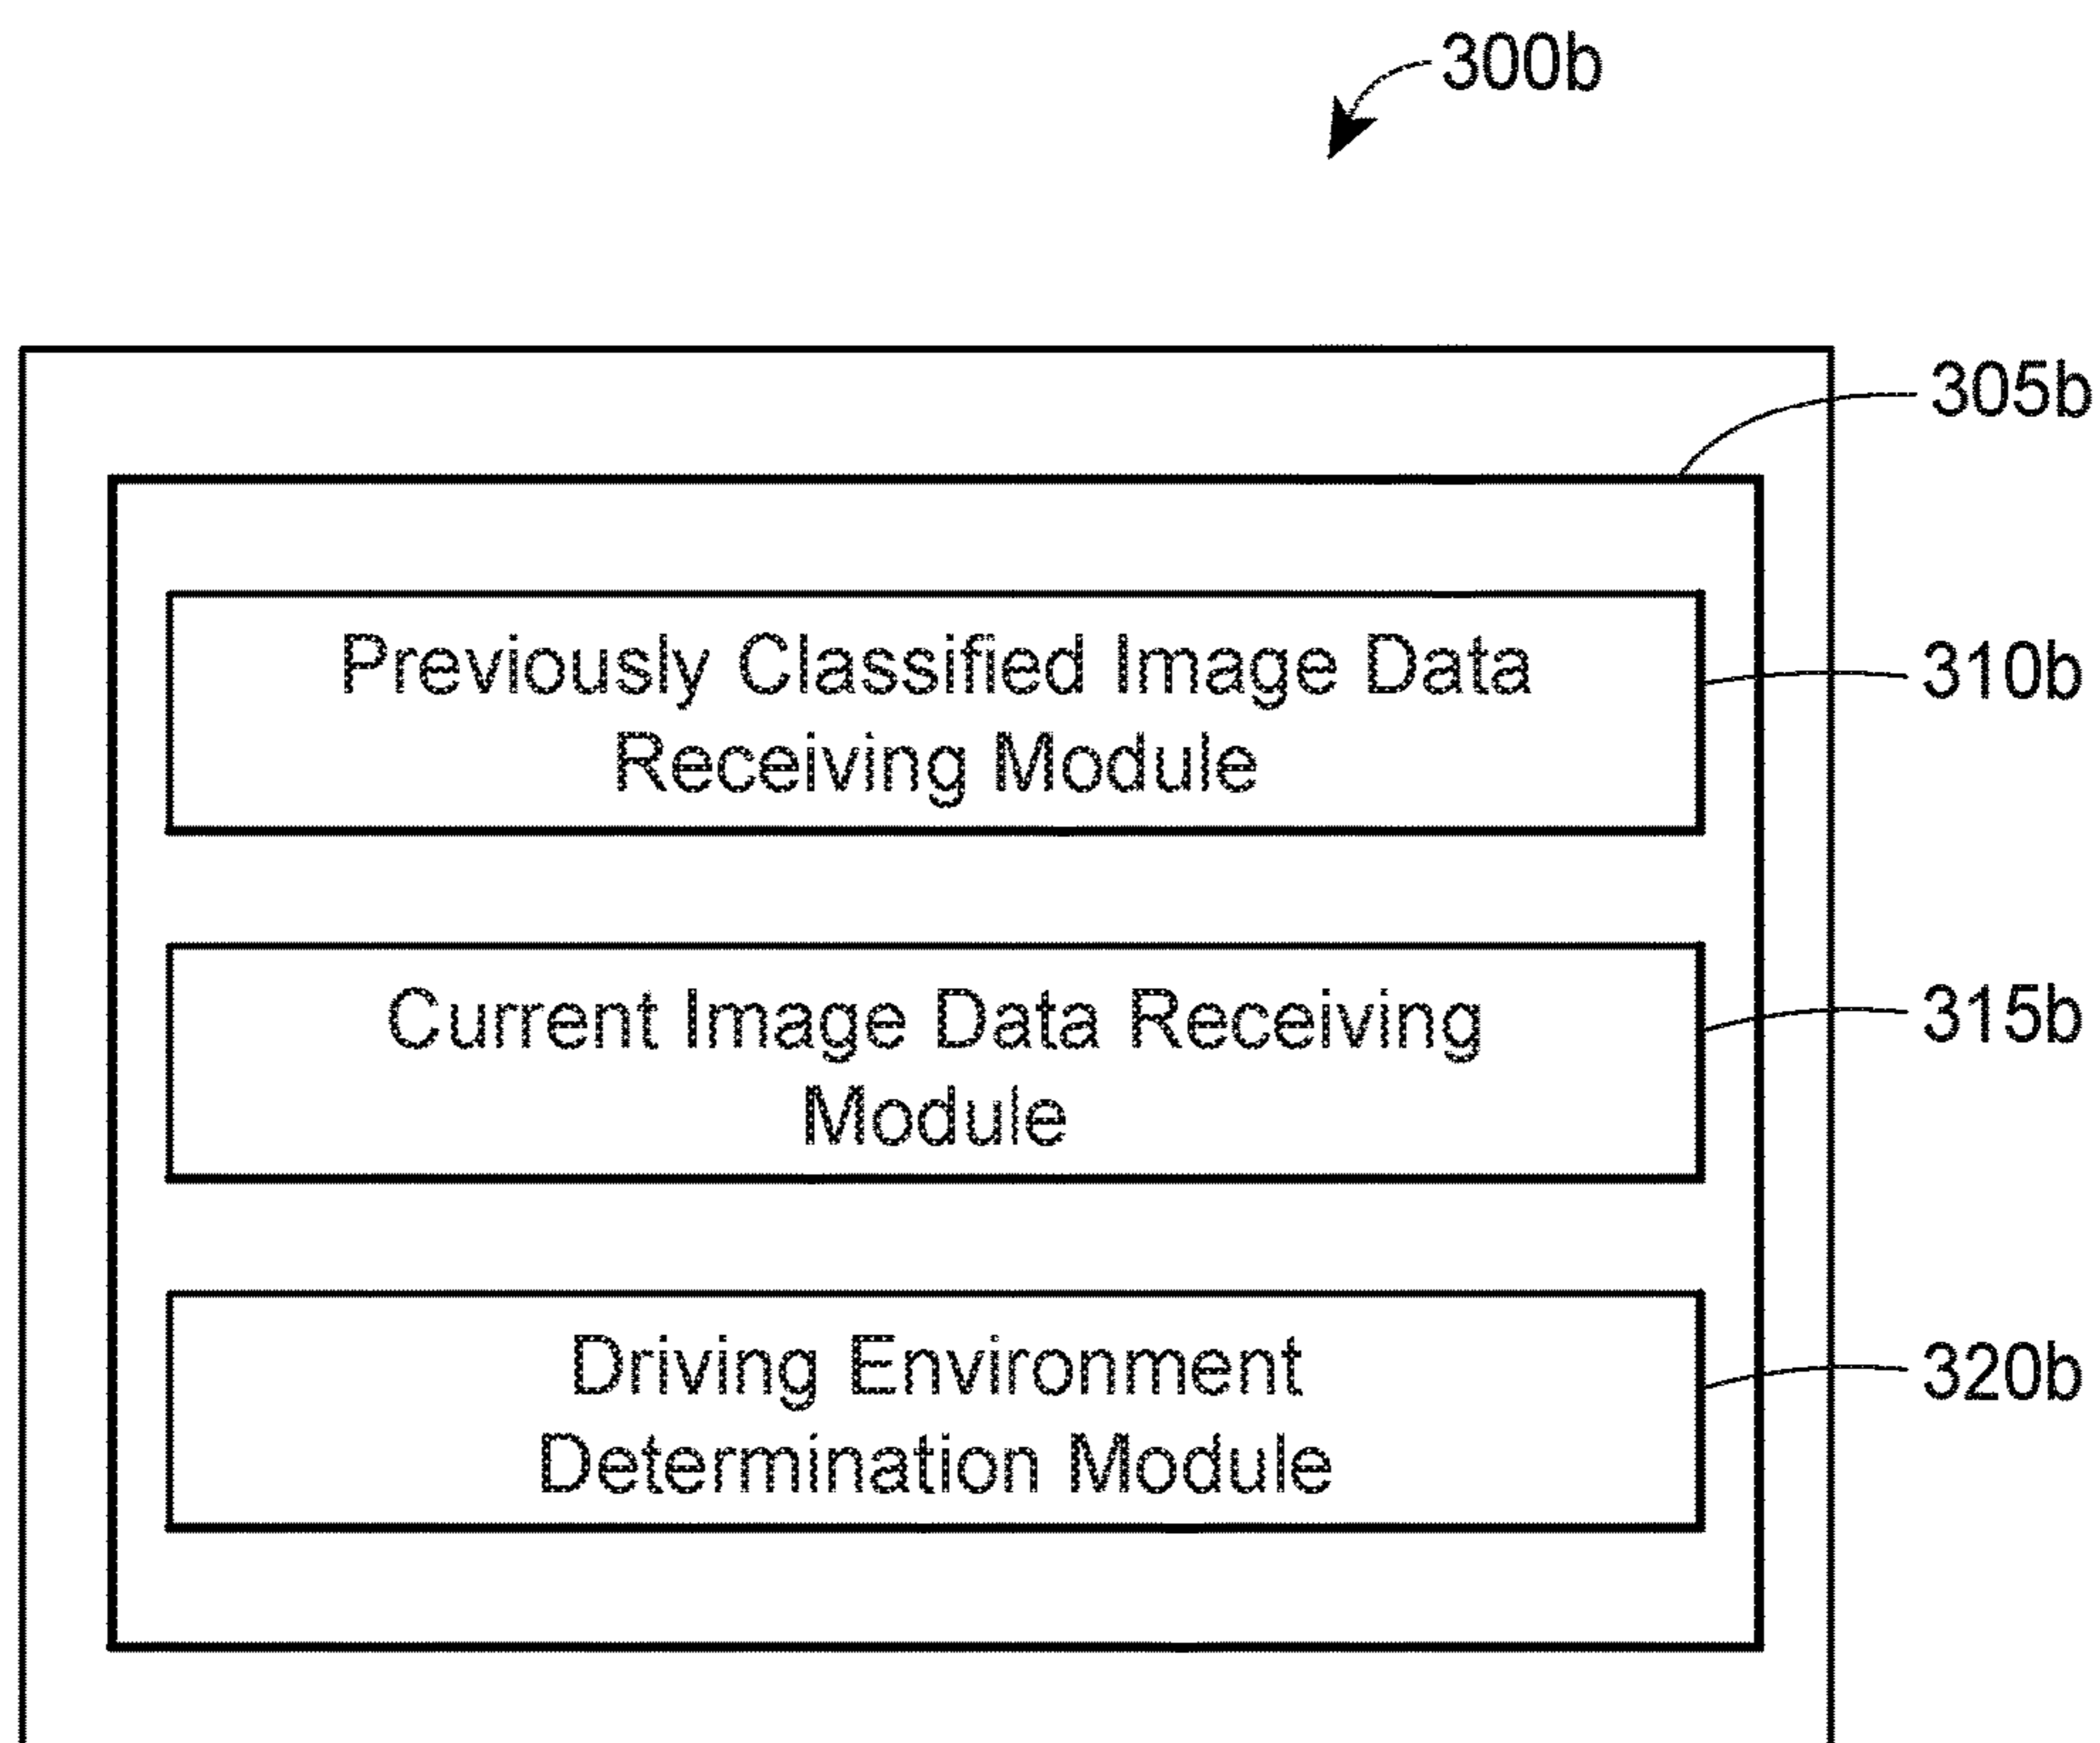 300b
305b
Previously Classified Image Data
Receiving Module
310b
Current Image Data Receiving
Module
315b
Driving Environment
Determination Module
320b